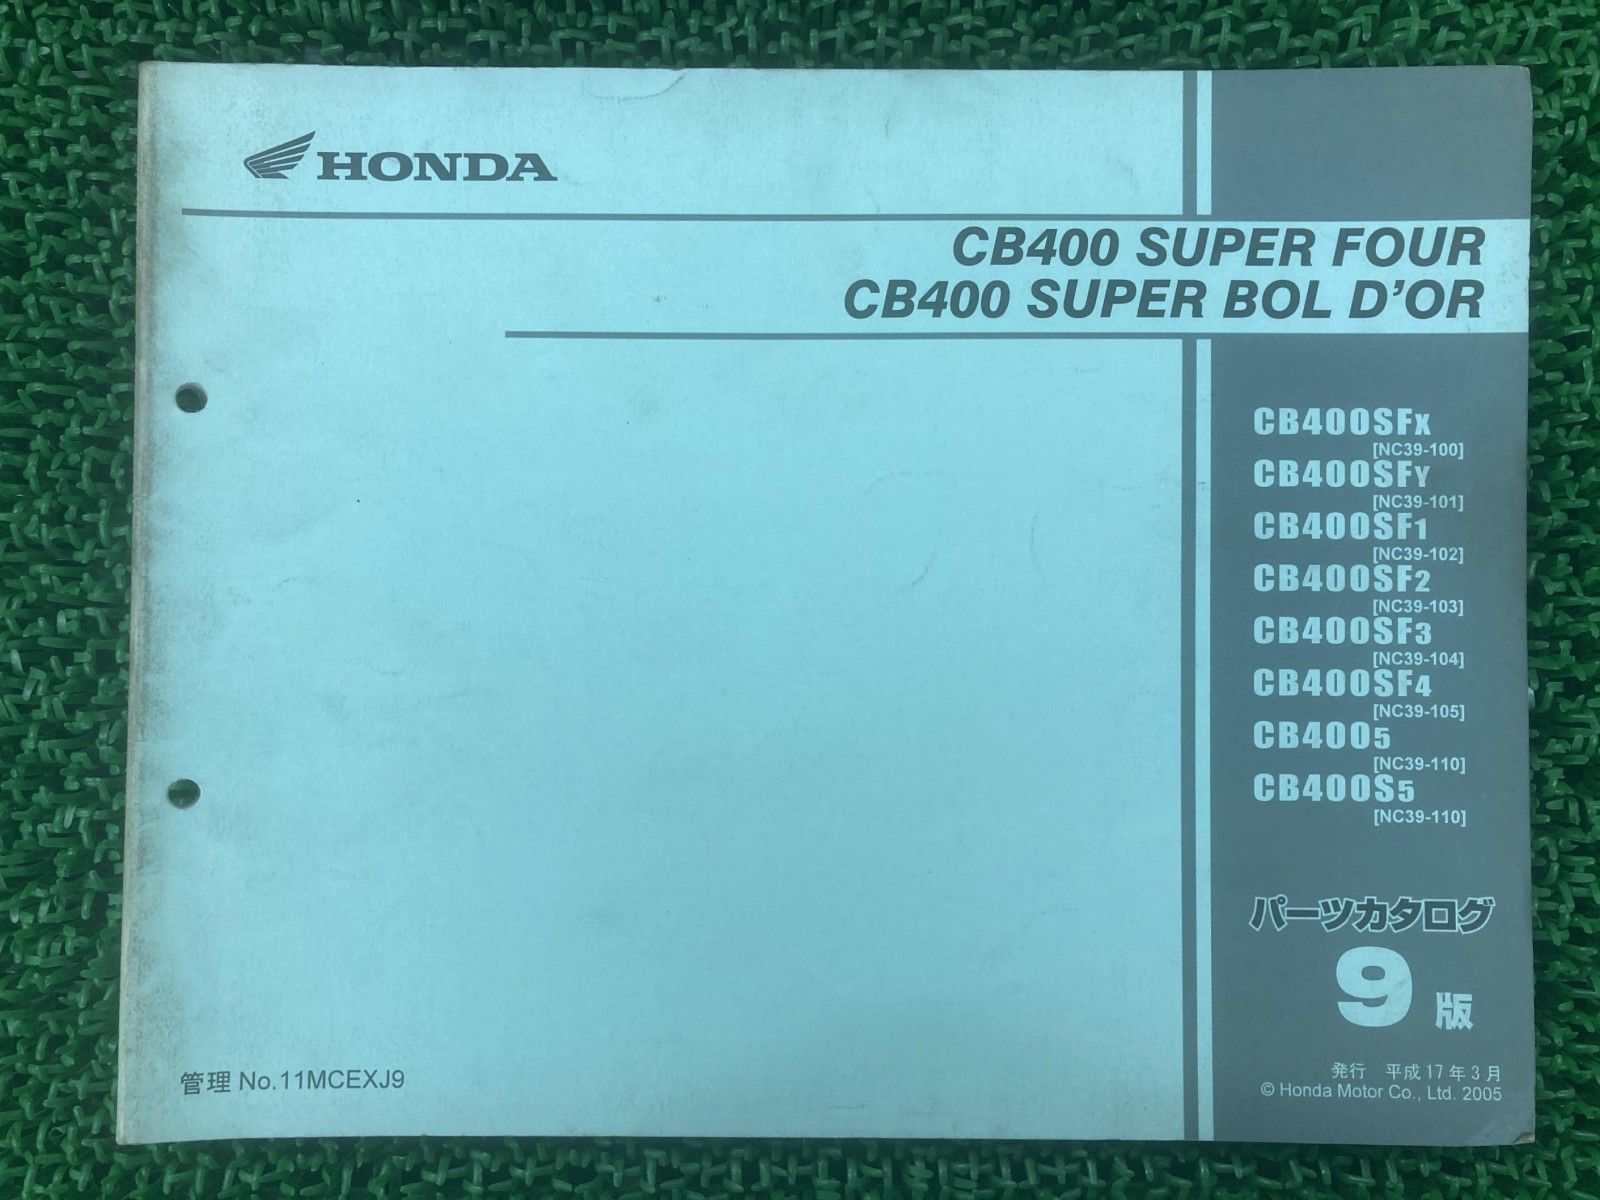 HONDA
CB400 SUPER FOUR
CB400 SUPER BOL D'OR
CB400SFX
[NC39-100]
CB400SFY
[NC39-101]
CB400SF1
[NC39-102]
CB400SF2
[NC39-103]
CB400SF3
[NC39-104]
CB400SF4
[NC39-105]
CB4005
[NC39-110]
CB400S5
[NC39-110]
パーツカタログ
9版
発行 平成17年3月
© Honda Motor Co., Ltd. 2005
管理 No.11MCEXJ9